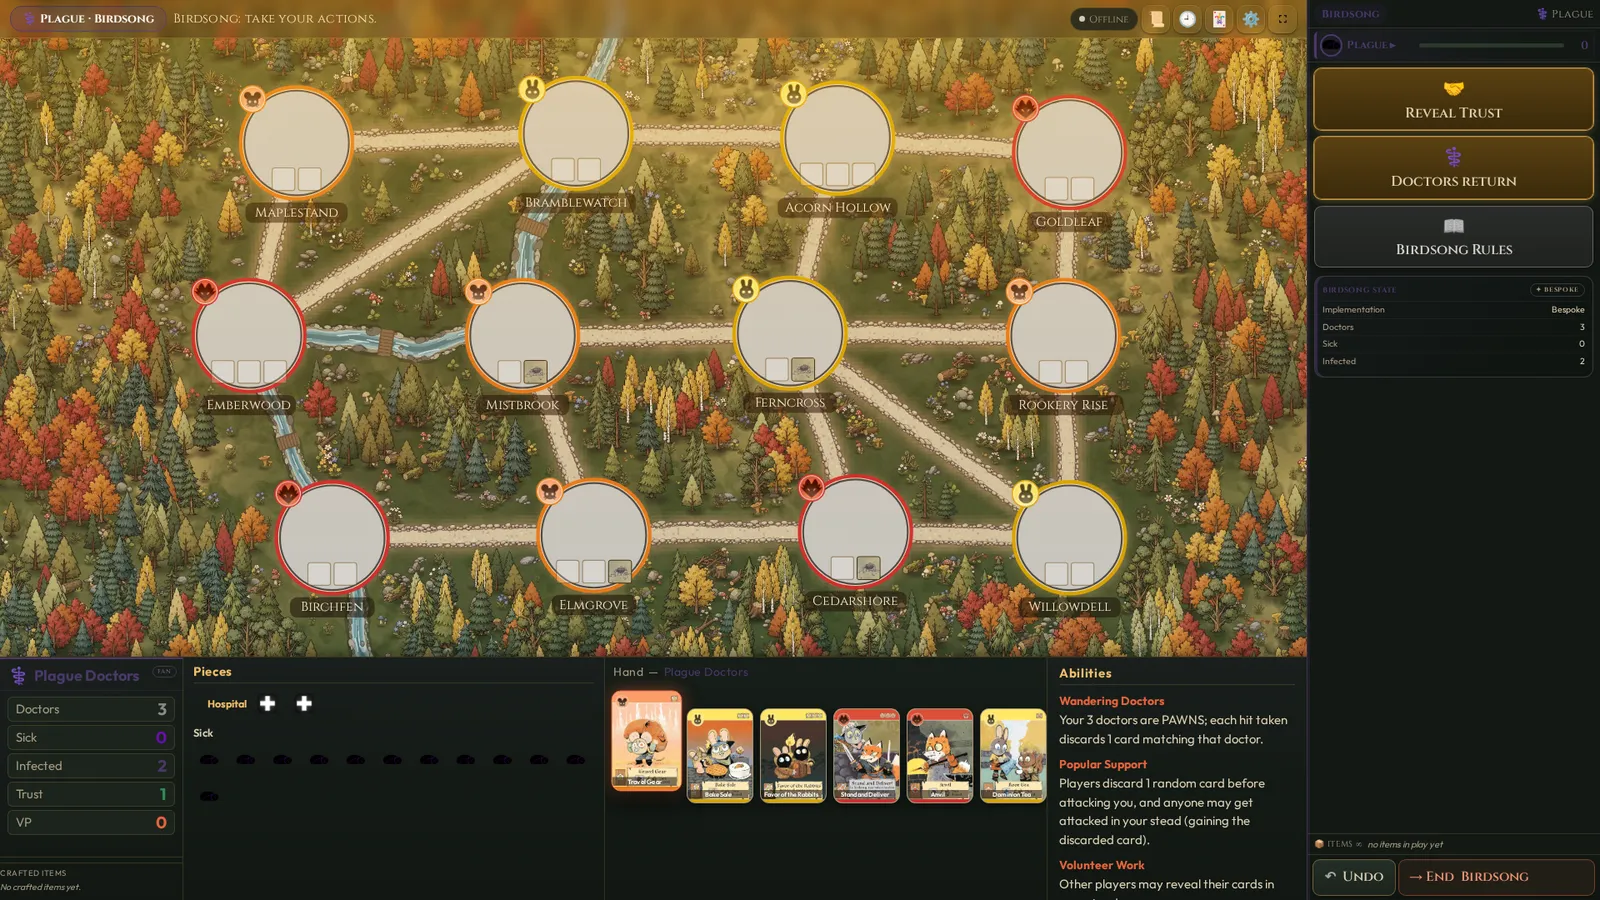 PLAGUE · BIRDSONG
BIRDSONG: TAKE YOUR ACTIONS.
OFFLINE
MAPLESTAND
BRAMBLEWATCH
ACORN HOLLOW
GOLDLEAF
EMBERWOOD
MISTBROOK
FERNCROSS
ROOKERY RISE
BIRCHFEN
ELMGROVE
CEDARSHORE
WILLOWDELL
Plague Doctors
FAN
Doctors 3
Sick 0
Infected 2
Trust 1
VP 0
CRAFTED ITEMS
No crafted items yet.
Pieces
Hospital
Sick
Hand — Plague Doctors
Travel Gear
Bake Sale
Favor of the Rabbits
Stand and Deliver
Anvil
Dominion Tea
Abilities
Wandering Doctors
Your 3 doctors are PAWNS; each hit taken
discards 1 card matching that doctor.
Popular Support
Players discard 1 random card before
attacking you, and anyone may get
attacked in your stead (gaining the
discarded card).
Volunteer Work
Other players may reveal their cards in
BIRDSONG
PLAGUE
PLAGUE ▸ 0
REVEAL TRUST
DOCTORS RETURN
BIRDSONG RULES
BIRDSONG STATE
✦ BESPOKE
Implementation Bespoke
Doctors 3
Sick 0
Infected 2
ITEMS ∝ no items in play yet
↶ UNDO
→ END BIRDSONG